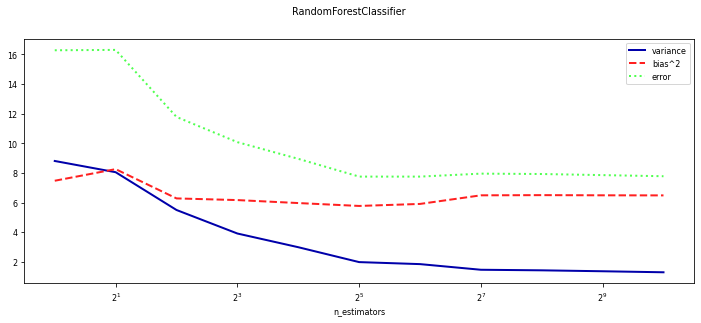 RandomForestClassifier
variance
bias^2
error
16
14
12
10
8
6
4
2
2^1 2^3 2^5 2^7 2^9
n_estimators